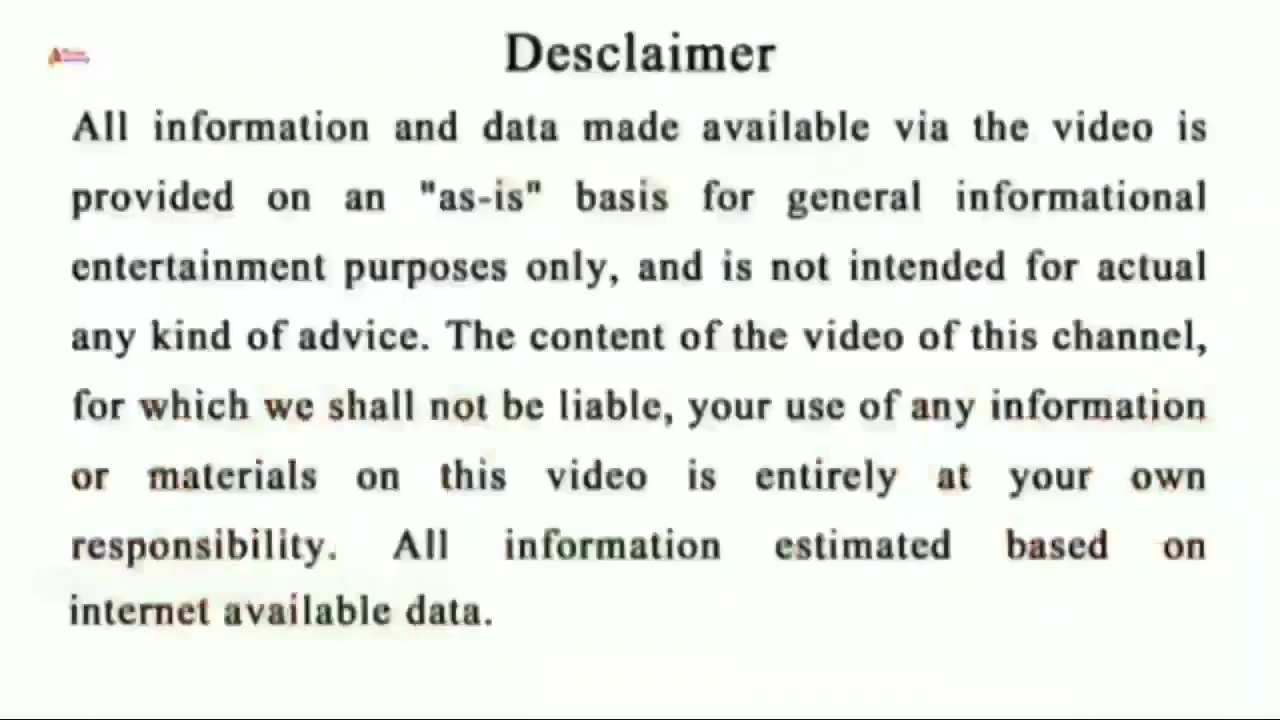 Desclaimer
All information and data made available via the video is
provided on an "as-is" basis for general informational
entertainment purposes only, and is not intended for actual
any kind of advice. The content of the video of this channel,
for which we shall not be liable, your use of any information
or materials on this video is entirely at your own
responsibility. All information estimated based on
internet available data.